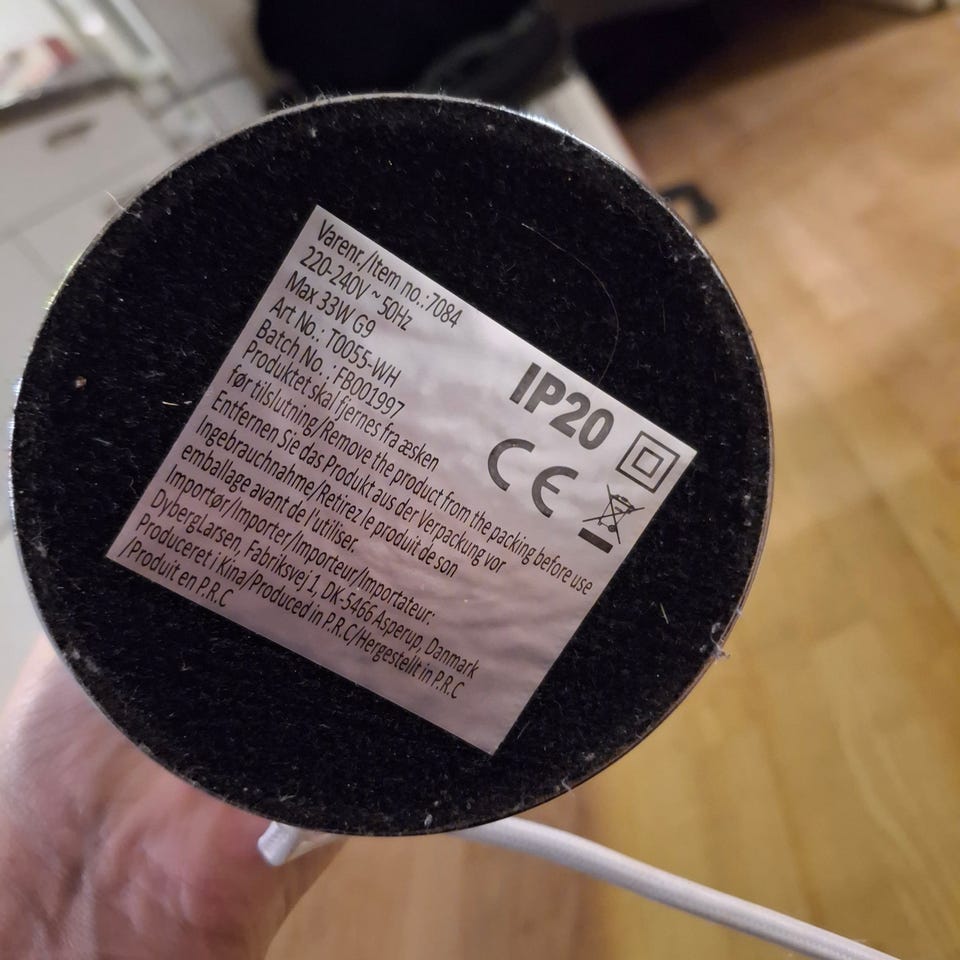 Varenr./Item no.:7084
220-240V ~ 50Hz
Max 33W G9
Art No.: T0055-WH
Batch No. :FB001997
Produktet skal fjernes fra æsken
før tilslutning/Remove the product from the packing before use
Entfernen Sie das Produkt aus der Verpackung vor
Ingebrauchnahme/Retirez le produit de son
emballage avant de l'utiliser.
Importør/Importer/Importeur/Importateur:
DybergLarsen, Fabriksvej 1, DK-5466 Asperup, Danmark
Produceret i Kina/Produced in P.R.C/Hergestellt in P.R.C
/Produit en P.R.C
IP20
CE